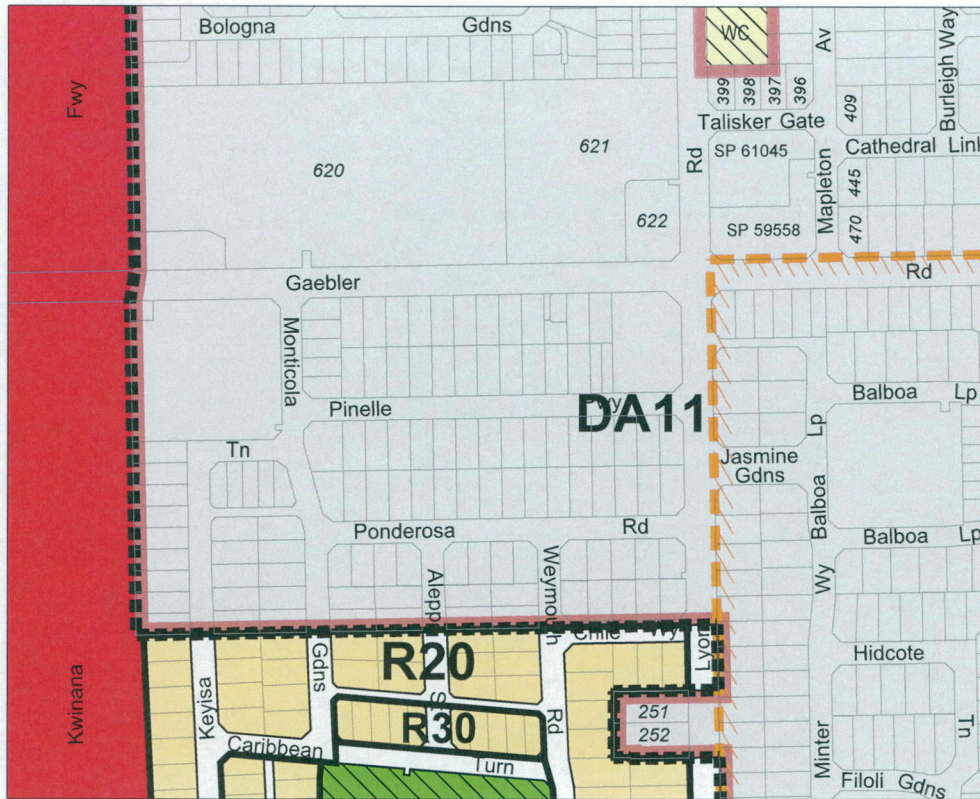 Bologna Gdns
WC
Av
Burleigh Way
Fwy
399
398
397
396
409
Talisker Gate
620
621
Rd
SP 61045
Mapleton
Cathedral Link
445
622
SP 59558
470
Rd
Gaebler
Monticola
Pinelle Pwy
DA11
Balboa Lp
Lp
Tn
Jasmine
Gdns
Balboa
Ponderosa Rd
Balboa Lp
Weymouth
Wy
Chile Wy
Lyon
Gdns
R20
Hidcote
Kwinana
Keyisa
St
R30
Rd
251
252
Tn
Caribbean
Turn
Minter
Filoli Gdns